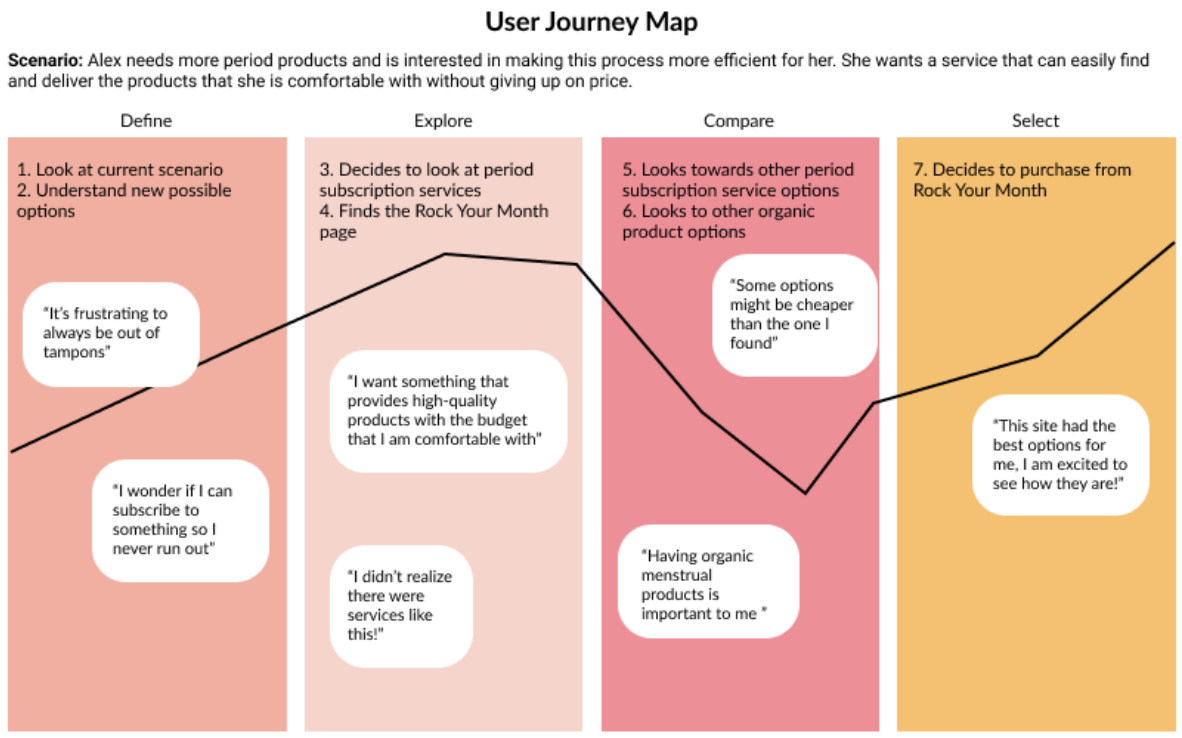 User Journey Map
Scenario: Alex needs more period products and is interested in making this process more efficient for her. She wants a service that can easily find
and deliver the products that she is comfortable with without giving up on price.
Define
1. Look at current scenario
2. Understand new possible
options
“It’s frustrating to
always be out of
tampons”
“I wonder if I can
subscribe to
something so I
never run out”
Explore
3. Decides to look at period
subscription services
4. Finds the Rock Your Month
page
“I want something that
provides high-quality
products with the budget
that I am comfortable with”
“I didn’t realize
there were
services like
this!”
Compare
5. Looks towards other period
subscription service options
6. Looks to other organic
product options
“Some options
might be cheaper
than the one I
found”
“Having organic
menstrual
products is
important to me ”
Select
7. Decides to purchase from
Rock Your Month
“This site had the
best options for
me, I am excited to
see how they are!”